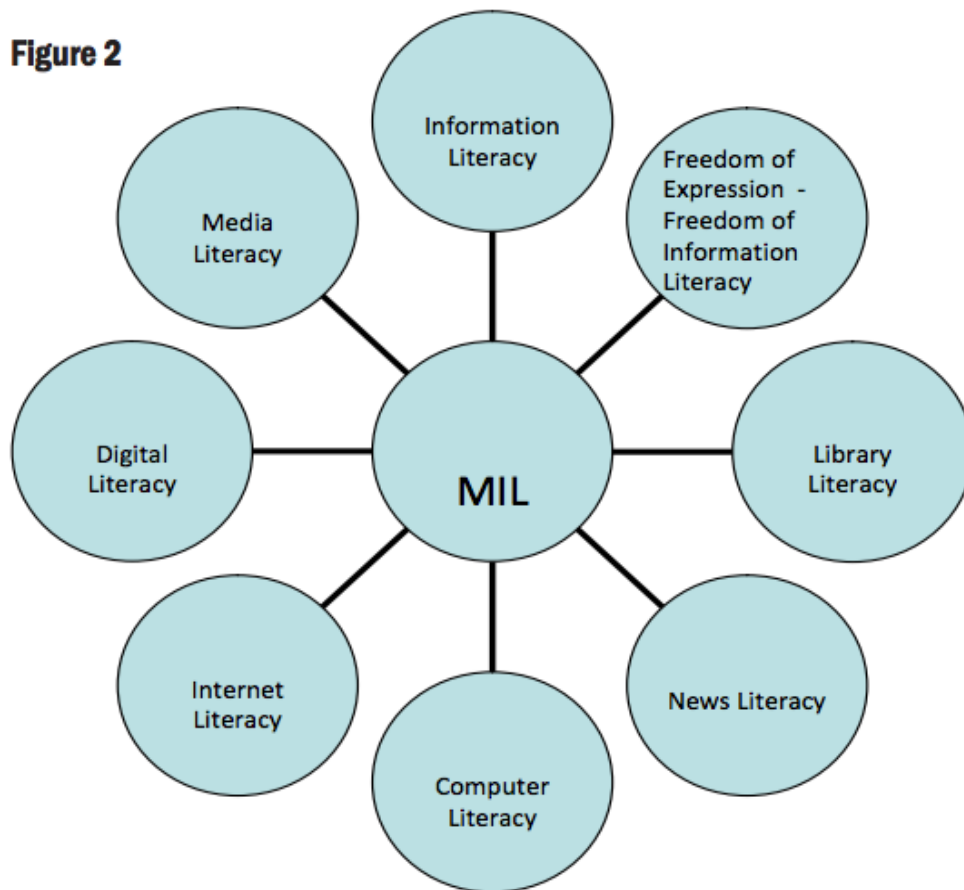 Figure 2
Information
Literacy
Freedom of
Expression -
Freedom of
Information
Literacy
Media
Literacy
Digital
Literacy
MIL
Library
Literacy
Internet
Literacy
News Literacy
Computer
Literacy